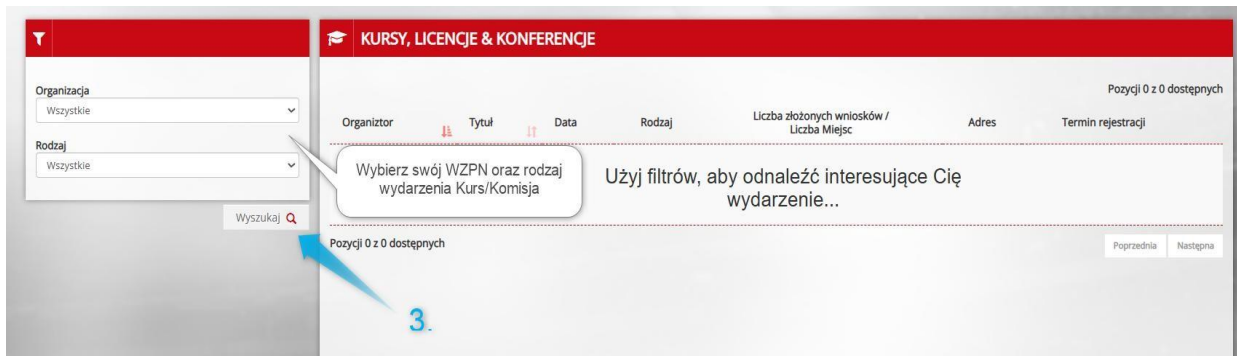 KURSY, LICENCJE & KONFERENCJE
Organizacja
Wszystkie
Rodzaj
Wszystkie
Wyszukaj
Pozycji 0 z 0 dostępnych
Organiztor Tytuł Data Rodzaj Liczba złożonych wniosków / Adres Termin rejestracji
Liczba Miejsc
Wybierz swój WZPN oraz rodzaj
wydarzenia Kurs/Komisja
Użyj filtrów, aby odnaleźć interesujące Cię
wydarzenie...
Pozycji 0 z 0 dostępnych
Poprzednia Następna
3.